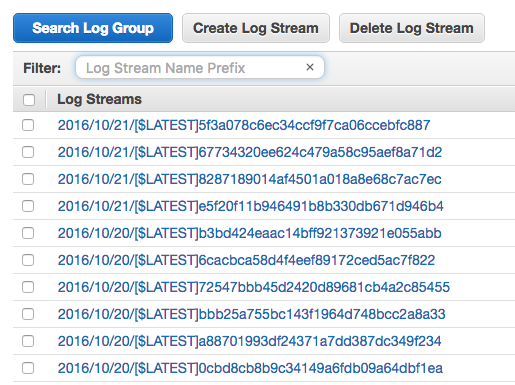 Search Log Group Create Log Stream Delete Log Stream
Filter: Log Stream Name Prefix ×
Log Streams
2016/10/21/[$LATEST]5f3a078c6ec34ccf9f7ca06ccebfc887
2016/10/21/[$LATEST]67734320ee624c479a58c95aef8a71d2
2016/10/21/[$LATEST]8287189014af4501a018a8e68c7ac7ec
2016/10/21/[$LATEST]e5f20f11b946491b8b330db671d946b4
2016/10/20/[$LATEST]b3bd424eaac14bff921373921e055abb
2016/10/20/[$LATEST]6cacbca58d4f4eef89172ced5ac7f822
2016/10/20/[$LATEST]72547bbb45d2420d89681cb4a2c85455
2016/10/20/[$LATEST]bbb25a755bc143f1964d748bcc2a8a33
2016/10/20/[$LATEST]a88701993df24371a7dd387dc349f234
2016/10/20/[$LATEST]0cbd8cb8b9c34149a6fdb09a64dbf1ea